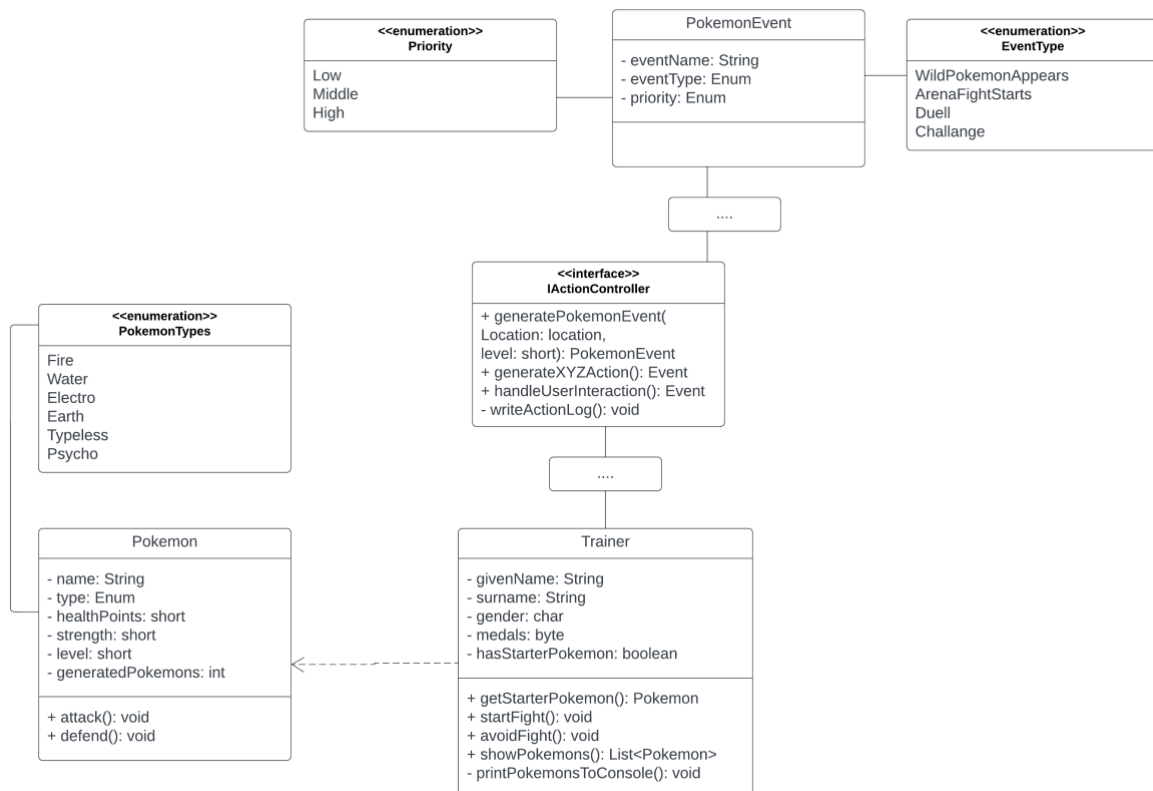 <<enumeration>>
Priority
Low
Middle
High
PokemonEvent
- eventName: String
- eventType: Enum
- priority: Enum
<<enumeration>>
EventType
WildPokemonAppears
ArenaFightStarts
Duell
Challange
....
<<interface>>
IActionController
+ generatePokemonEvent(
Location: location,
level: short): PokemonEvent
+ generateXYZAction(): Event
+ handleUserInteraction(): Event
- writeActionLog(): void
<<enumeration>>
PokemonTypes
Fire
Water
Electro
Earth
Typeless
Psycho
....
Pokemon
- name: String
- type: Enum
- healthPoints: short
- strength: short
- level: short
- generatedPokemons: int
+ attack(): void
+ defend(): void
Trainer
- givenName: String
- surname: String
- gender: char
- medals: byte
- hasStarterPokemon: boolean
+ getStarterPokemon(): Pokemon
+ startFight(): void
+ avoidFight(): void
+ showPokemons(): List<Pokemon>
- printPokemonsToConsole(): void